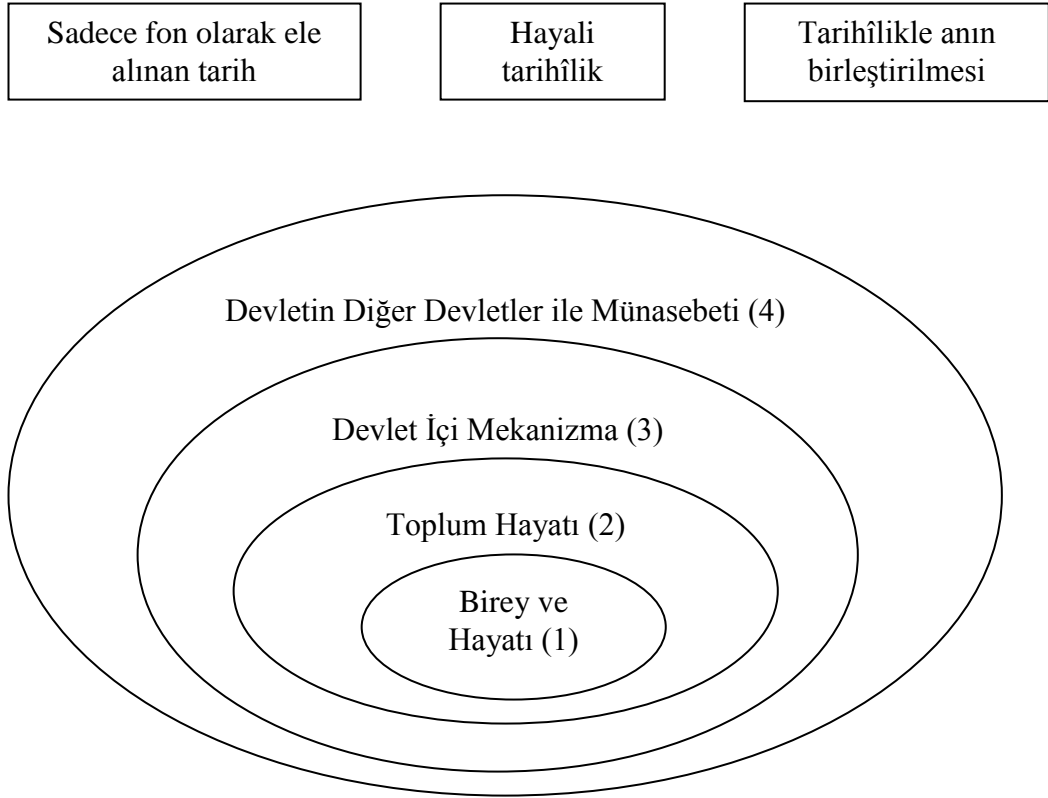 Sadece fon olarak ele
alınan tarih
Hayali
tarihîlik
Tarihîlikle anın
birleştirilmesi
Devletin Diğer Devletler ile Münasebeti (4)
Devlet İçi Mekanizma (3)
Toplum Hayatı (2)
Birey ve
Hayatı (1)